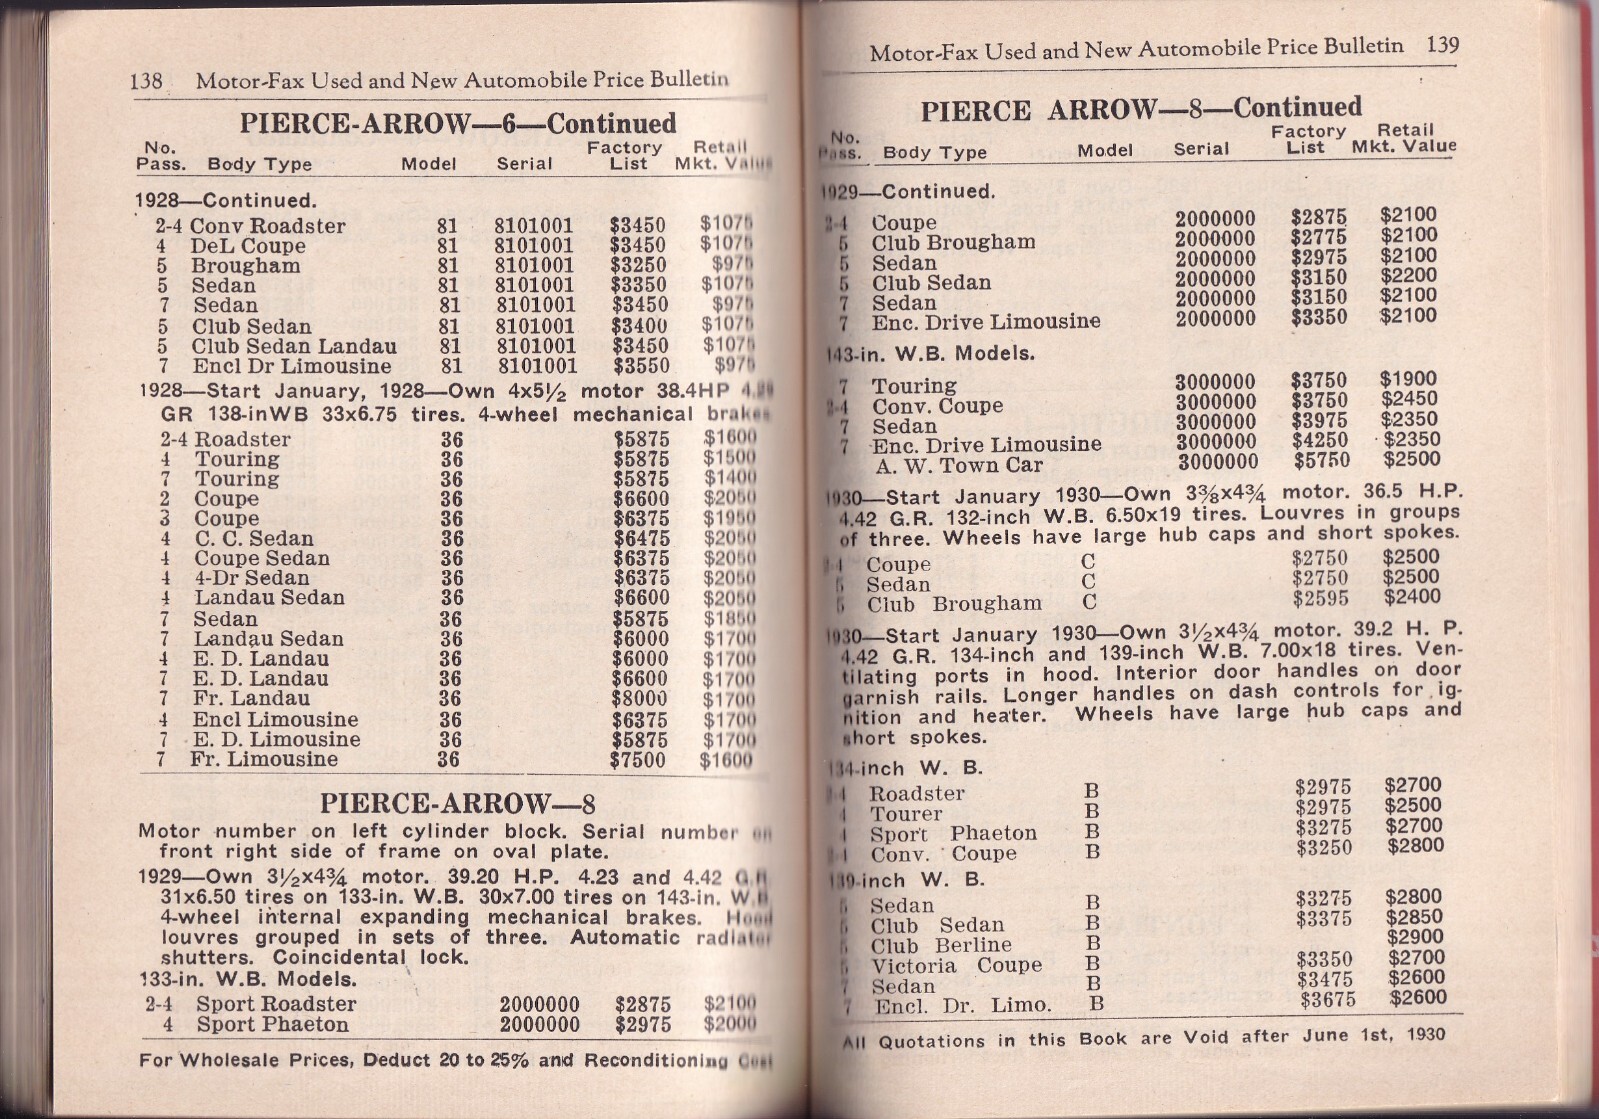 138 Motor-Fax Used and New Automobile Price Bulletin
PIERCE-ARROW—6—Continued
No. Factory Retail
Pass. Body Type Model Serial List Mkt. Value
1928—Continued.
2-4 Conv Roadster 81 8101001 $3450 $1075
4 DeL Coupe 81 8101001 $3450 $1075
5 Brougham 81 8101001 $3250 $975
5 Sedan 81 8101001 $3350 $1075
7 Sedan 81 8101001 $3450 $975
5 Club Sedan 81 8101001 $3400 $1075
5 Club Sedan Landau 81 8101001 $3450 $1075
7 Encl Dr Limousine 81 8101001 $3550 $975
1928—Start January, 1928—Own 4x5½ motor 38.4HP
GR 138-inWB 33x6.75 tires. 4-wheel mechanical brakes
2-4 Roadster 36 $5875 $1600
4 Touring 36 $5875 $1500
7 Touring 36 $5875 $1400
2 Coupe 36 $6600 $2050
3 Coupe 36 $6375 $1950
4 C. C. Sedan 36 $6475 $2050
4 Coupe Sedan 36 $6375 $2050
4 4-Dr Sedan 36 $6375 $2050
4 Landau Sedan 36 $6600 $2050
7 Sedan 36 $5875 $1850
7 Landau Sedan 36 $6000 $1700
4 E. D. Landau 36 $6000 $1700
7 E. D. Landau 36 $6600 $1700
7 Fr. Landau 36 $8000 $1700
4 Encl Limousine 36 $6375 $1700
7 E. D. Limousine 36 $5875 $1700
7 Fr. Limousine 36 $7500 $1600
PIERCE-ARROW—8
Motor number on left cylinder block. Serial number on
front right side of frame on oval plate.
1929—Own 3½x4¾ motor. 39.20 H.P. 4.23 and 4.42 G.R.
31x6.50 tires on 133-in. W.B. 30x7.00 tires on 143-in. W.B.
4-wheel internal expanding mechanical brakes. Hood
louvres grouped in sets of three. Automatic radiator
shutters. Coincidental lock.
133-in. W.B. Models.
2-4 Sport Roadster 2000000 $2875 $2100
4 Sport Phaeton 2000000 $2975 $2000
For Wholesale Prices, Deduct 20 to 25% and Reconditioning Cost
Motor-Fax Used and New Automobile Price Bulletin 139
PIERCE ARROW—8—Continued
No. Factory Retail
Pass. Body Type Model Serial List Mkt. Value
1929—Continued.
2-4 Coupe 2000000 $2875 $2100
5 Club Brougham 2000000 $2775 $2100
5 Sedan 2000000 $2975 $2100
5 Club Sedan 2000000 $3150 $2200
7 Sedan 2000000 $3150 $2100
7 Enc. Drive Limousine 2000000 $3350 $2100
143-in. W.B. Models.
7 Touring 3000000 $3750 $1900
2-4 Conv. Coupe 3000000 $3750 $2450
7 Sedan 3000000 $3975 $2350
7 Enc. Drive Limousine 3000000 $4250 $2350
A. W. Town Car 3000000 $5750 $2500
1930—Start January 1930—Own 3⅜x4¾ motor. 36.5 H.P.
4.42 G.R. 132-inch W.B. 6.50x19 tires. Louvres in groups
of three. Wheels have large hub caps and short spokes.
Coupe C $2750 $2500
5 Sedan C $2750 $2500
5 Club Brougham C $2595 $2400
1930—Start January 1930—Own 3½x4¾ motor. 39.2 H. P.
4.42 G.R. 134-inch and 139-inch W.B. 7.00x18 tires. Ven-
tilating ports in hood. Interior door handles on door
garnish rails. Longer handles on dash controls for ig-
nition and heater. Wheels have large hub caps and
short spokes.
134-inch W. B.
Roadster B $2975 $2700
4 Tourer B $2975 $2500
4 Sport Phaeton B $3275 $2700
Conv. Coupe B $3250 $2800
139-inch W. B.
5 Sedan B $3275 $2800
5 Club Sedan B $3375 $2850
5 Club Berline B $2900
5 Victoria Coupe B $3350 $2700
7 Sedan B $3475 $2600
7 Encl. Dr. Limo. B $3675 $2600
All Quotations in this Book are Void after June 1st, 1930